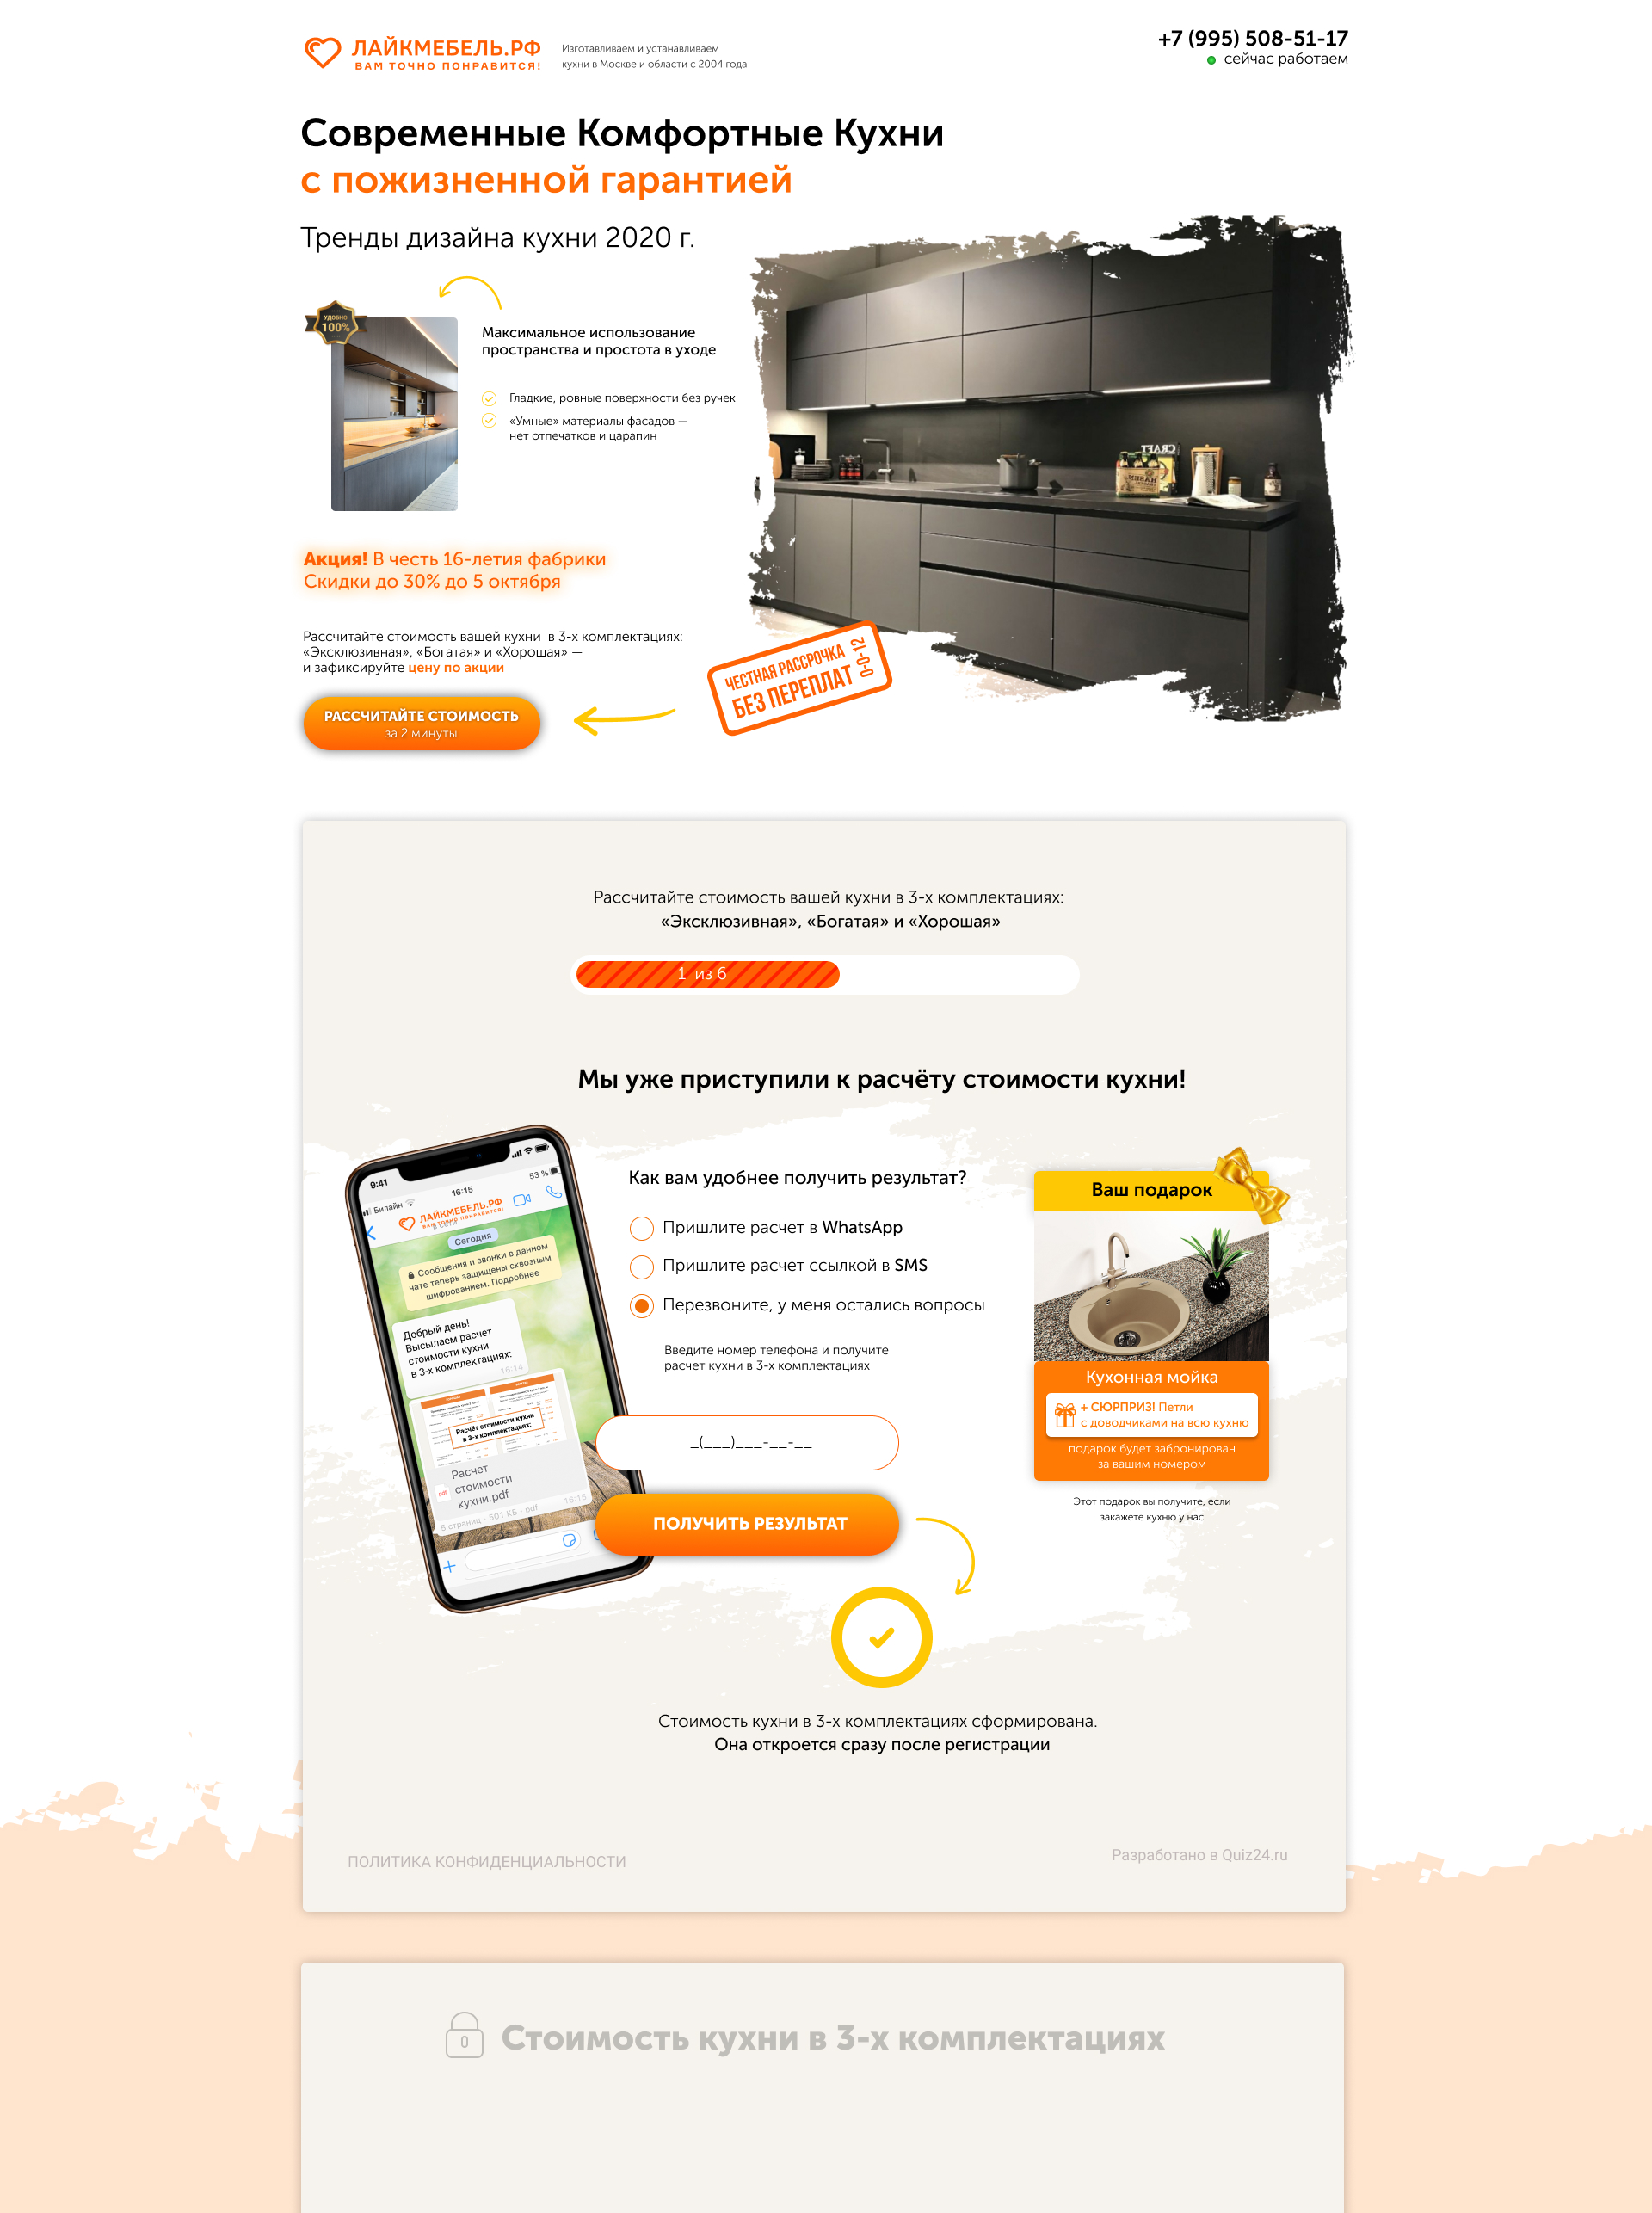 ЛАЙКМЕБЕЛЬ.РФ
ВАМ ТОЧНО ПОНРАВИТСЯ!
Изготавливаем и устанавливаем
кухни в Москве и области с 2004 года
+7 (995) 508-51-17
сейчас работаем
Современные Комфортные Кухни
с пожизненной гарантией
Тренды дизайна кухни 2020 г.
УДОБНО
100%
Максимальное использование
пространства и простота в уходе
Гладкие, ровные поверхности без ручек
«Умные» материалы фасадов —
нет отпечатков и царапин
CRAFT
Акция! В честь 16-летия фабрики
Скидки до 30% до 5 октября
Рассчитайте стоимость вашей кухни в 3-х комплектациях:
«Эксклюзивная», «Богатая» и «Хорошая» —
и зафиксируйте цену по акции
РАССЧИТАЙТЕ СТОИМОСТЬ
за 2 минуты
ЧЕСТНАЯ РАССРОЧКА
БЕЗ ПЕРЕПЛАТ
0-0-12
Рассчитайте стоимость вашей кухни в 3-х комплектациях:
«Эксклюзивная», «Богатая» и «Хорошая»
1 из 6
Мы уже приступили к расчёту стоимости кухни!
9:41
Билайн
16:15
53 %
ЛАЙКМЕБЕЛЬ.РФ
ВАМ ТОЧНО ПОНРАВИТСЯ!
Сегодня
Сообщения и звонки в данном
чате теперь защищены сквозным
шифрованием. Подробнее
Добрый день!
Высылаем расчет
стоимости кухни
в 3-х комплектациях:
16:14
Расчёт стоимости кухни
в 3-х комплектациях:
Расчет
стоимости
кухни.pdf
5 страниц - 501 КБ - pdf
16:15
Как вам удобнее получить результат?
Пришлите расчет в WhatsApp
Пришлите расчет ссылкой в SMS
Перезвоните, у меня остались вопросы
Введите номер телефона и получите
расчет кухни в 3-х комплектациях
_(___)___-__-__
ПОЛУЧИТЬ РЕЗУЛЬТАТ
Ваш подарок
Кухонная мойка
+ СЮРПРИЗ! Петли
с доводчиками на всю кухню
подарок будет забронирован
за вашим номером
Этот подарок вы получите, если
закажете кухню у нас
Стоимость кухни в 3-х комплектациях сформирована.
Она откроется сразу после регистрации
ПОЛИТИКА КОНФИДЕНЦИАЛЬНОСТИ
Разработано в Quiz24.ru
0
Стоимость кухни в 3-х комплектациях